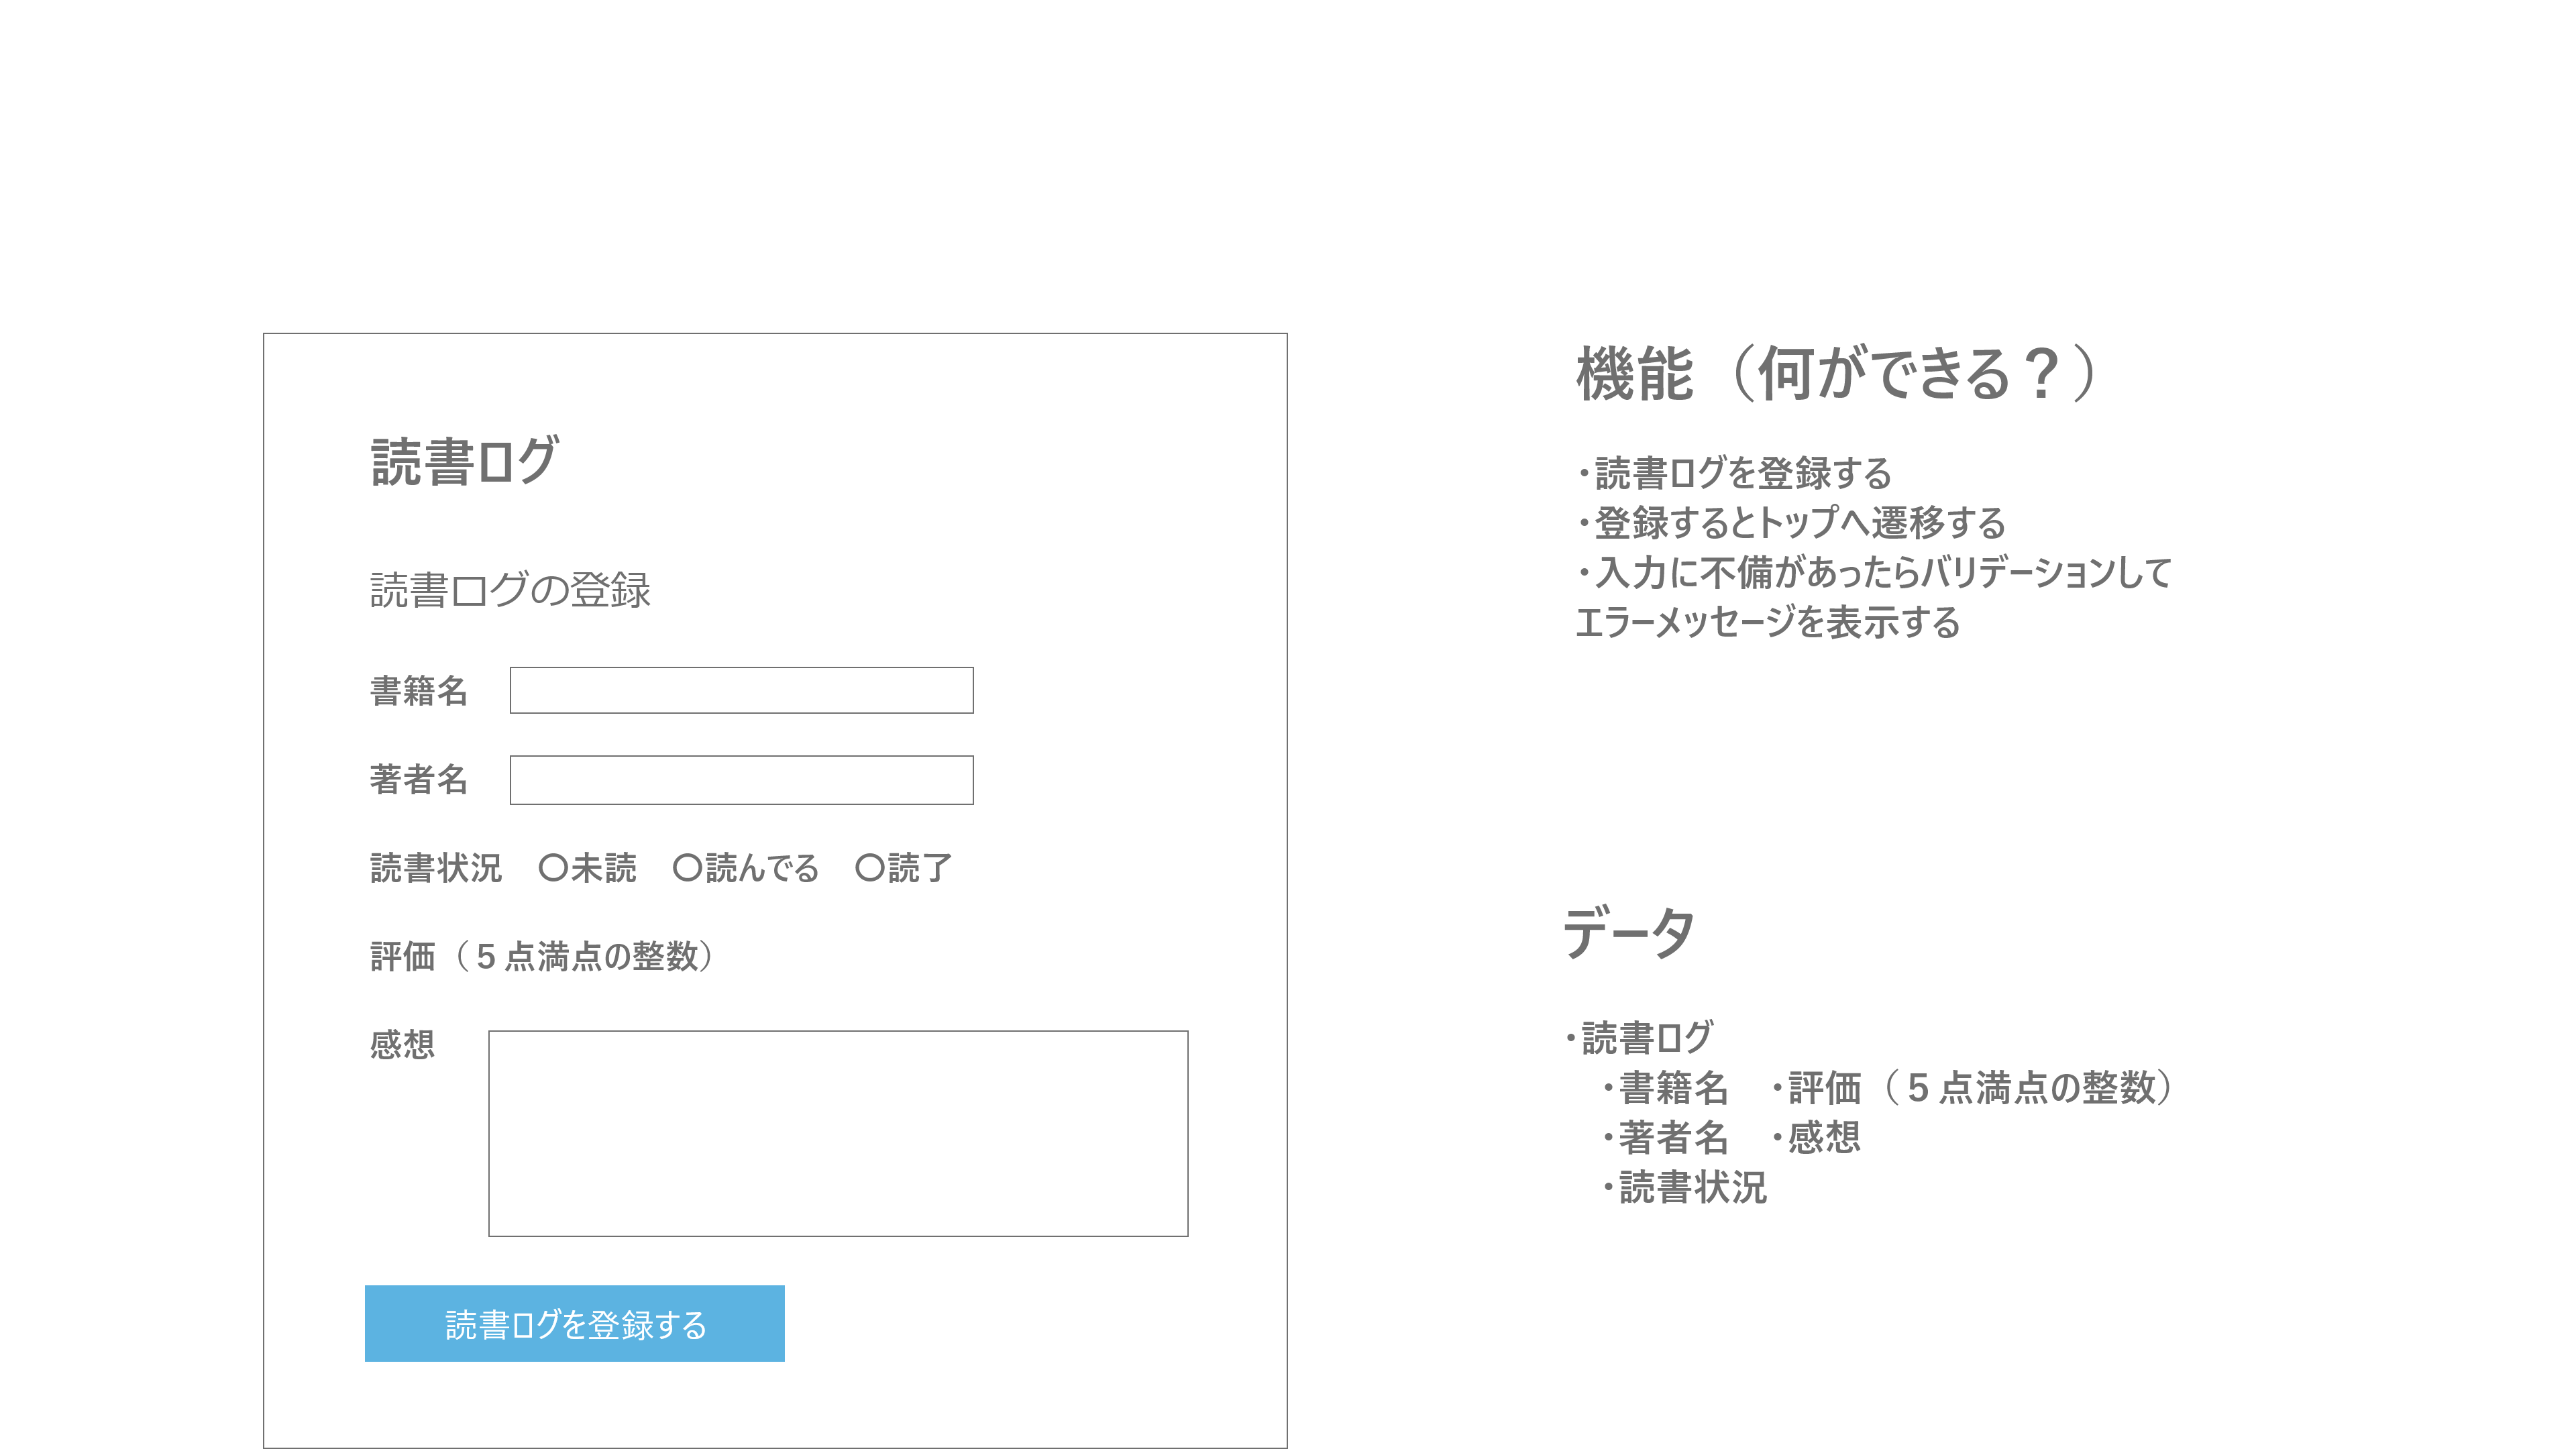 読書ログ
読書ログの登録
書籍名
著者名
読書状況　〇未読　〇読んでる　〇読了
評価（５点満点の整数）
感想
読書ログを登録する
機能（何ができる？）
・読書ログを登録する
・登録するとトップへ遷移する
・入力に不備があったらバリデーションして
エラーメッセージを表示する
データ
・読書ログ
・書籍名　・評価（５点満点の整数）
・著者名　・感想
・読書状況